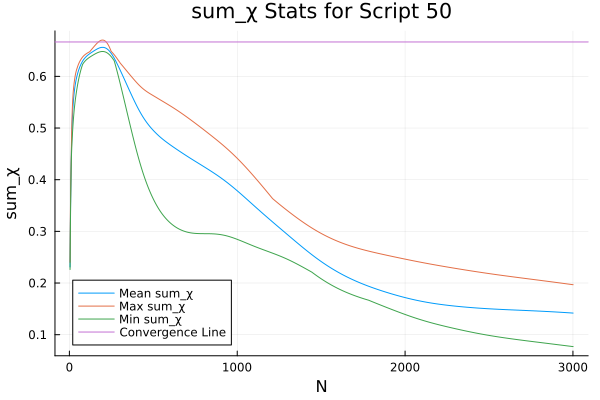 sum_χ Stats for Script 50
sum_χ
0.6
0.5
0.4
0.3
0.2
0.1
Mean sum_χ
Max sum_χ
Min sum_χ
Convergence Line
0
1000
2000
3000
N